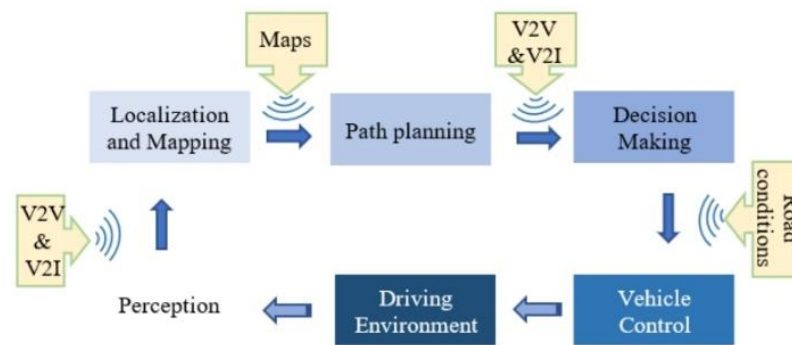 Maps
V2V
&V2I
Localization
and Mapping
Path planning
Decision
Making
Road
conditions
V2V
&
V2I
Perception
Driving
Environment
Vehicle
Control